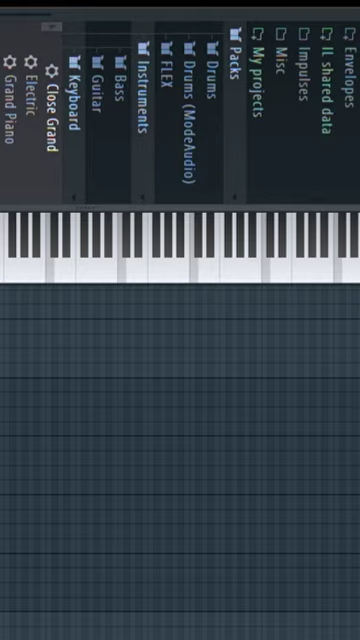 Envelopes
IL shared data
Impulses
Misc
My projects
Packs
Drums
Drums (ModeAudio)
FLEX
Instruments
Bass
Guitar
Keyboard
Close Grand
Electric
Grand Piano